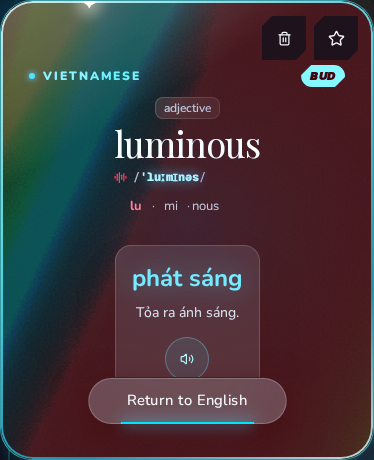 VIETNAMESE
BUD
adjective
luminous
/ˈluːmɪnəs/
lu · mi · nous
phát sáng
Tỏa ra ánh sáng.
Return to English